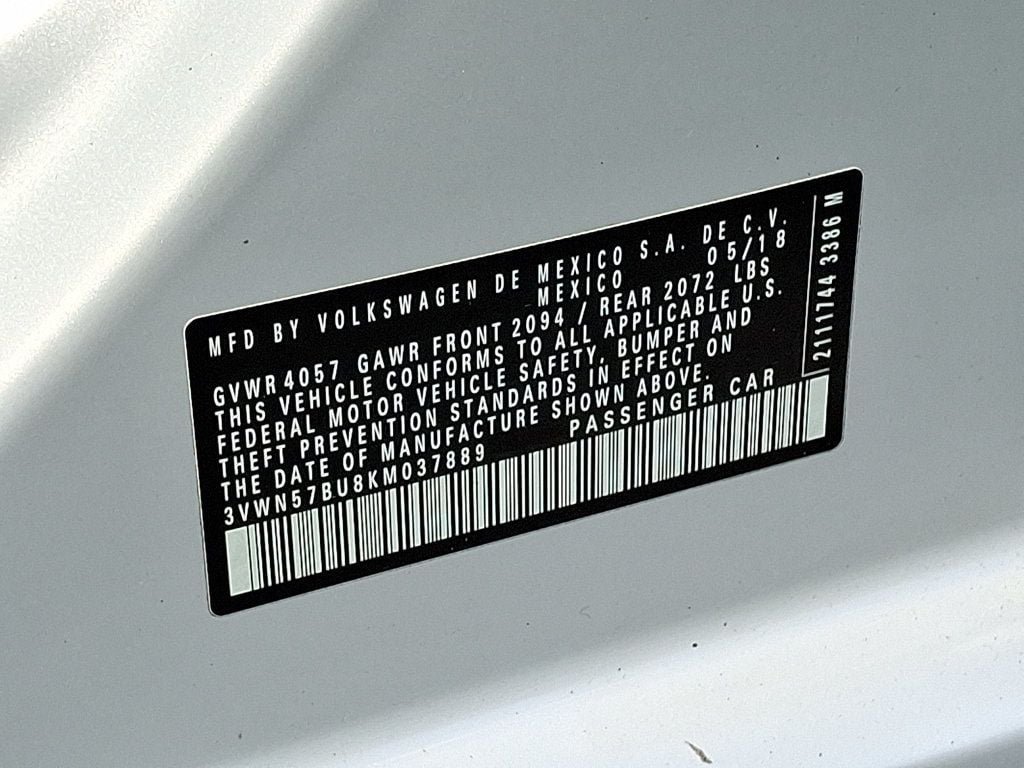 MFD BY VOLKSWAGEN DE MEXICO S.A. DE C.V.
MEXICO 05/18
GVWR 4057 GAWR FRONT 2094 / REAR 2072 LBS
THIS VEHICLE CONFORMS TO ALL APPLICABLE U.S.
FEDERAL MOTOR VEHICLE SAFETY, BUMPER AND
THEFT PREVENTION STANDARDS IN EFFECT ON
THE DATE OF MANUFACTURE SHOWN ABOVE.
3VWN57BU8KM037889 PASSENGER CAR
2111744 3386 M